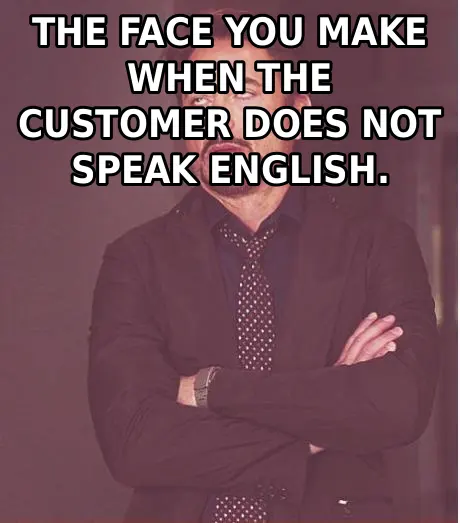 THE FACE YOU MAKE
WHEN THE
CUSTOMER DOES NOT
SPEAK ENGLISH.